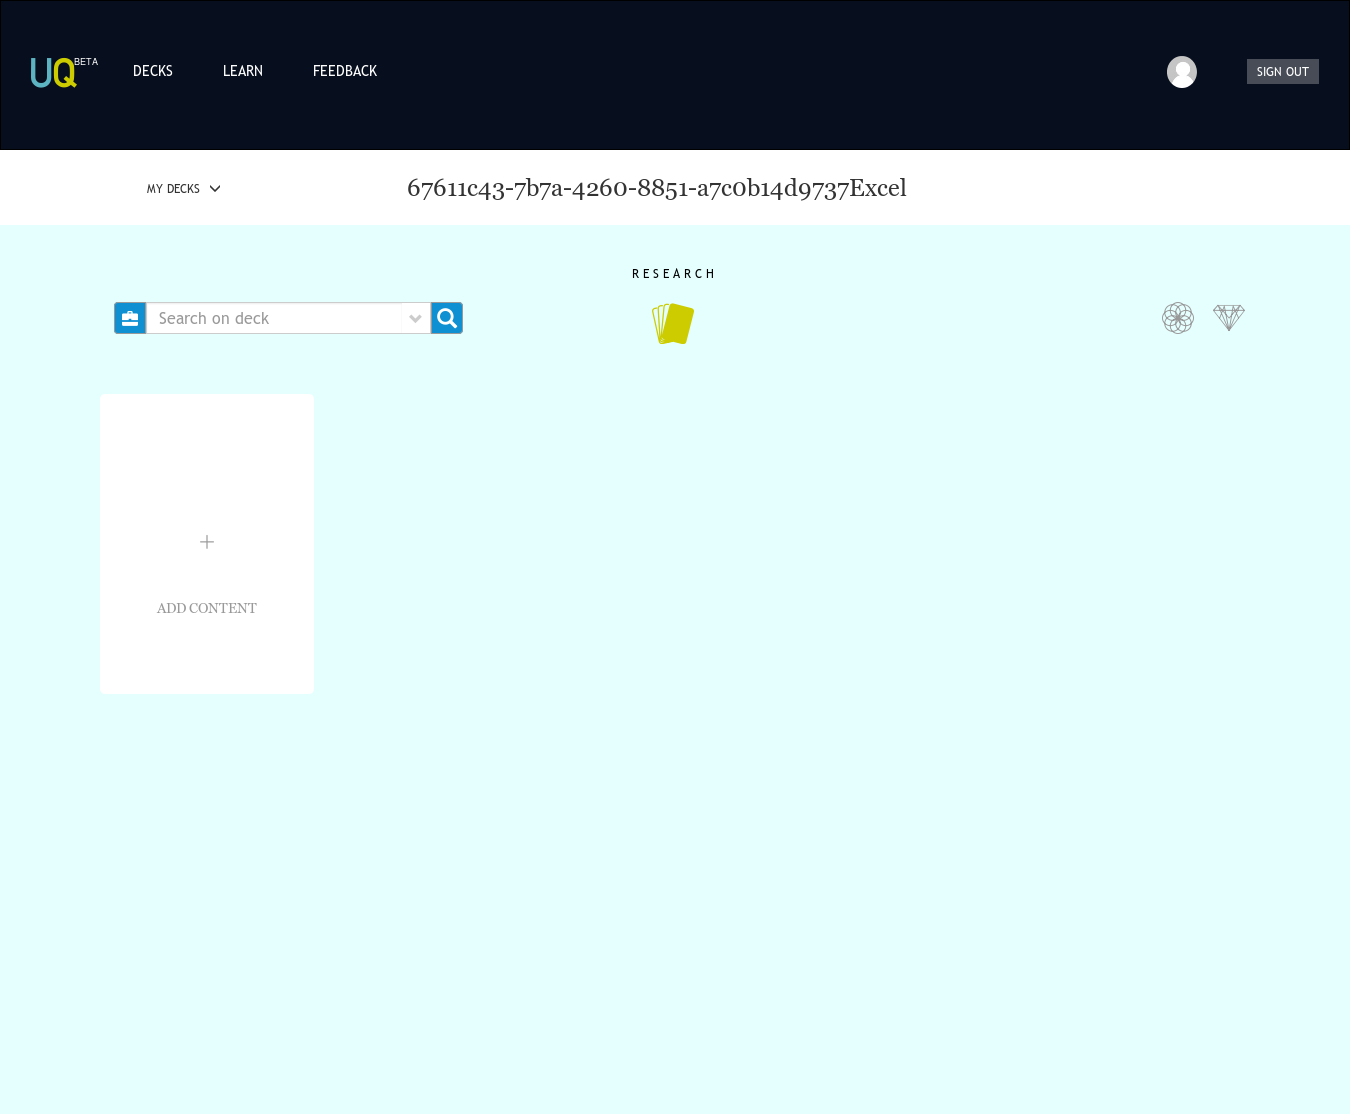 UQ BETA
DECKS
LEARN
FEEDBACK
SIGN OUT
MY DECKS
67611c43-7b7a-4260-8851-a7c0b14d9737Excel
RESEARCH
Search on deck
ADD CONTENT